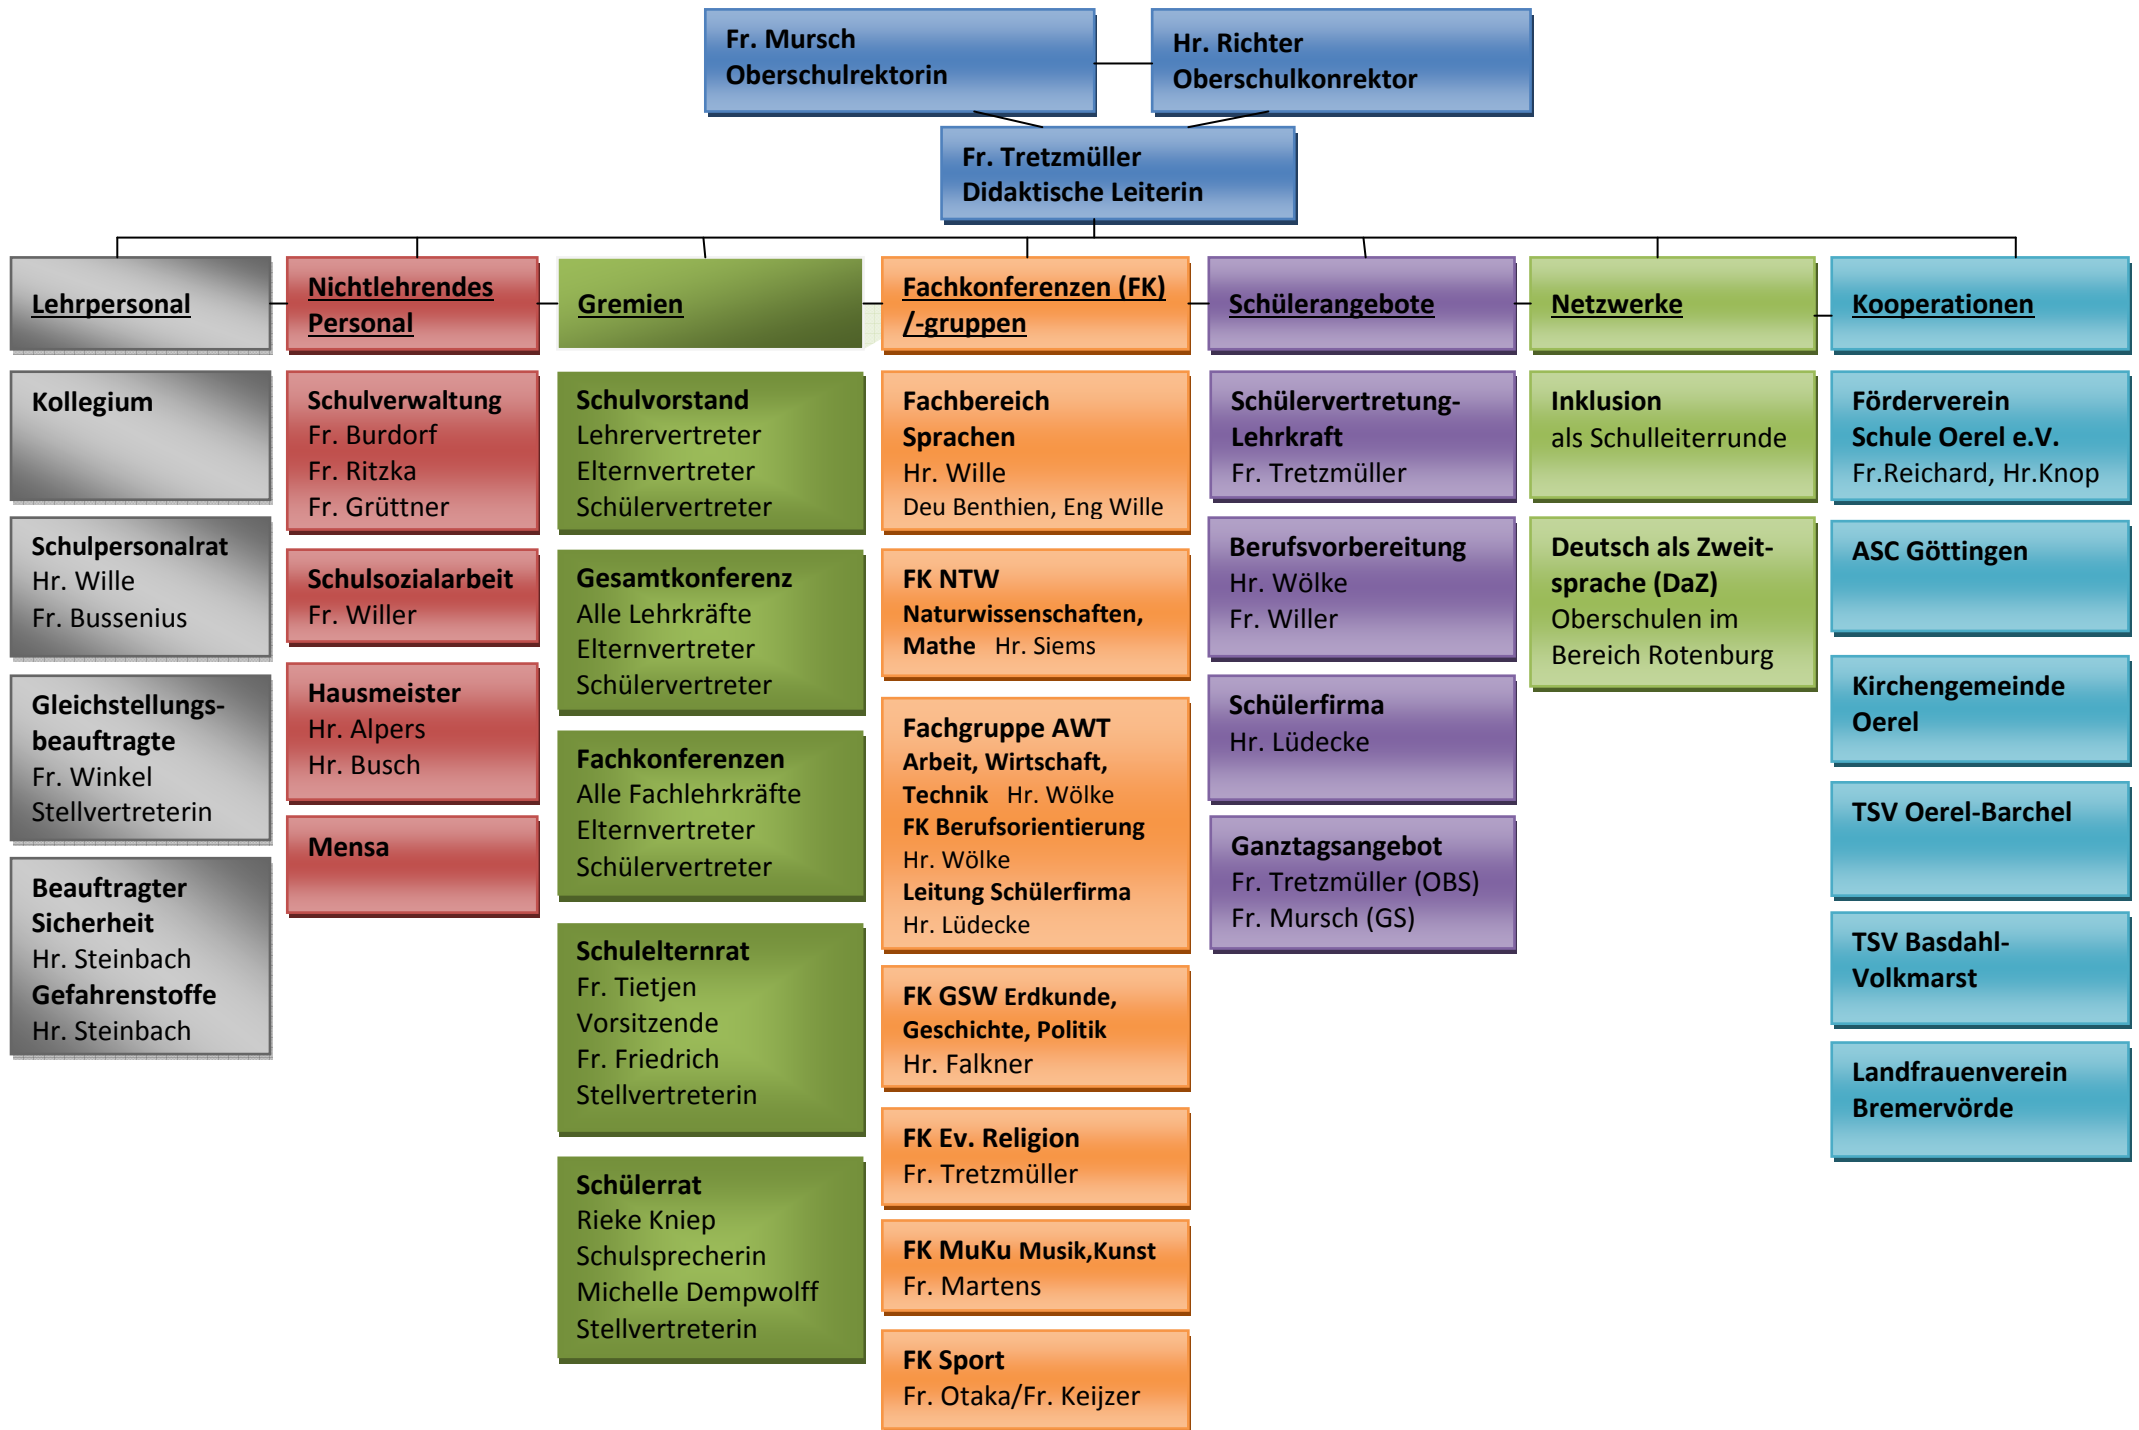 Fr. Mursch
Oberschulrektorin
Hr. Richter
Oberschulkonrektor
Fr. Tretzmüller
Didaktische Leiterin
Lehrpersonal
Kollegium
Schulpersonalrat
Hr. Wille
Fr. Bussenius
Gleichstellungs-
beauftragte
Fr. Winkel
Stellvertreterin
Beauftragter
Sicherheit
Hr. Steinbach
Gefahrenstoffe
Hr. Steinbach
Nichtlehrendes
Personal
Schulverwaltung
Fr. Burdorf
Fr. Ritzka
Fr. Grüttner
Schulsozialarbeit
Fr. Willer
Hausmeister
Hr. Alpers
Hr. Busch
Mensa
Gremien
Schulvorstand
Lehrervertreter
Elternvertreter
Schülervertreter
Gesamtkonferenz
Alle Lehrkräfte
Elternvertreter
Schülervertreter
Fachkonferenzen
Alle Fachlehrkräfte
Elternvertreter
Schülervertreter
Schulelternrat
Fr. Tietjen
Vorsitzende
Fr. Friedrich
Stellvertreterin
Schülerrat
Rieke Kniep
Schulsprecherin
Michelle Dempwolff
Stellvertreterin
Fachkonferenzen (FK)
/-gruppen
Fachbereich
Sprachen
Hr. Wille
Deu Benthien, Eng Wille
FK NTW
Naturwissenschaften,
Mathe Hr. Siems
Fachgruppe AWT
Arbeit, Wirtschaft,
Technik Hr. Wölke
FK Berufsorientierung
Hr. Wölke
Leitung Schülerfirma
Hr. Lüdecke
FK GSW Erdkunde,
Geschichte, Politik
Hr. Falkner
FK Ev. Religion
Fr. Tretzmüller
FK MuKu Musik,Kunst
Fr. Martens
FK Sport
Fr. Otaka/Fr. Keijzer
Schülerangebote
Schülervertretung-
Lehrkraft
Fr. Tretzmüller
Berufsvorbereitung
Hr. Wölke
Fr. Willer
Schülerfirma
Hr. Lüdecke
Ganztagsangebot
Fr. Tretzmüller (OBS)
Fr. Mursch (GS)
Netzwerke
Inklusion
als Schulleiterrunde
Deutsch als Zweit-
sprache (DaZ)
Oberschulen im
Bereich Rotenburg
Kooperationen
Förderverein
Schule Oerel e.V.
Fr.Reichard, Hr.Knop
ASC Göttingen
Kirchengemeinde
Oerel
TSV Oerel-Barchel
TSV Basdahl-
Volkmarst
Landfrauenverein
Bremervörde